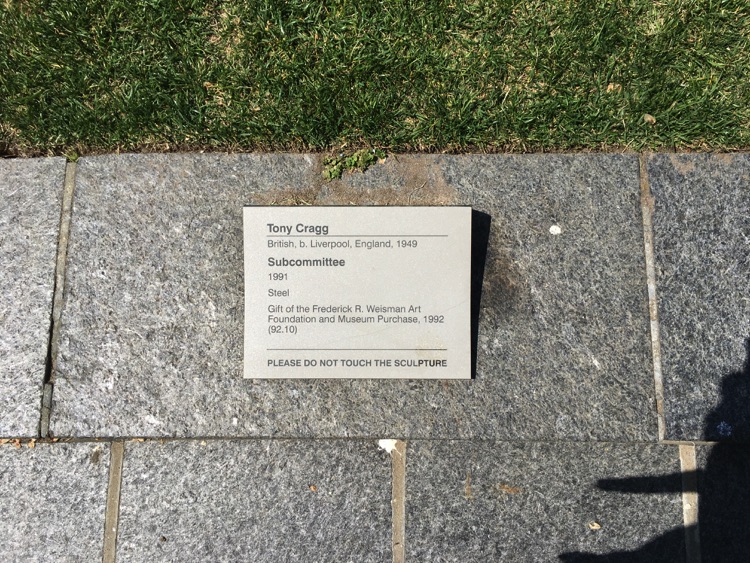 Tony Cragg
British, b. Liverpool, England, 1949
Subcommittee
1991
Steel
Gift of the Frederick R. Weisman Art
Foundation and Museum Purchase, 1992
(92.10)
PLEASE DO NOT TOUCH THE SCULPTURE